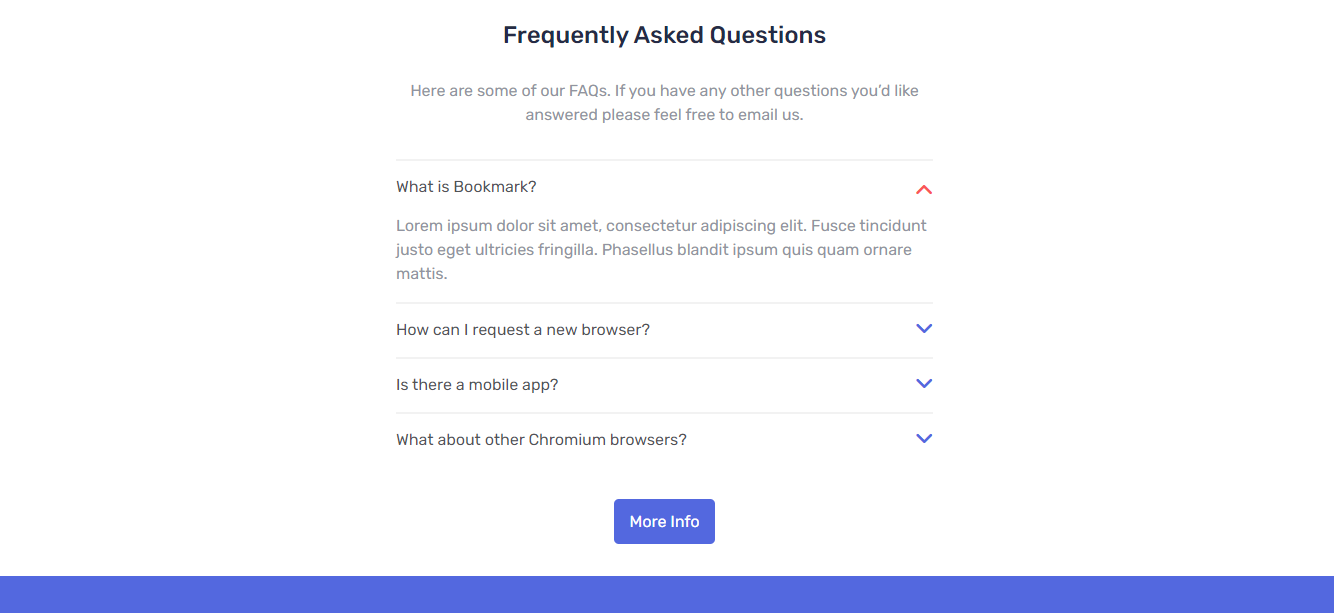 Frequently Asked Questions
Here are some of our FAQs. If you have any other questions you’d like
answered please feel free to email us.
What is Bookmark?
Lorem ipsum dolor sit amet, consectetur adipiscing elit. Fusce tincidunt
justo eget ultricies fringilla. Phasellus blandit ipsum quis quam ornare
mattis.
How can I request a new browser?
Is there a mobile app?
What about other Chromium browsers?
More Info